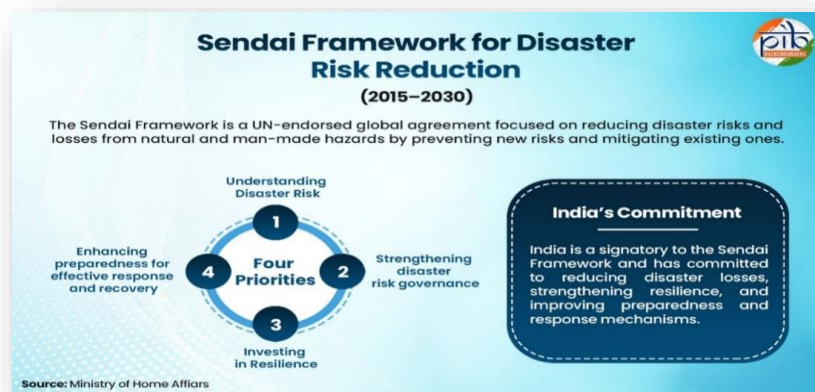 Sendai Framework for Disaster
Risk Reduction
(2015–2030)
pib
BACKGROUNDERS
The Sendai Framework is a UN-endorsed global agreement focused on reducing disaster risks and
losses from natural and man-made hazards by preventing new risks and mitigating existing ones.
Understanding
Disaster Risk
1
Enhancing
preparedness for
effective response
and recovery
4
Four
Priorities
2
Strengthening
disaster
risk governance
3
Investing
in Resilience
India's Commitment
India is a signatory to the Sendai
Framework and has committed
to reducing disaster losses,
strengthening resilience, and
improving preparedness and
response mechanisms.
Source: Ministry of Home Affiars